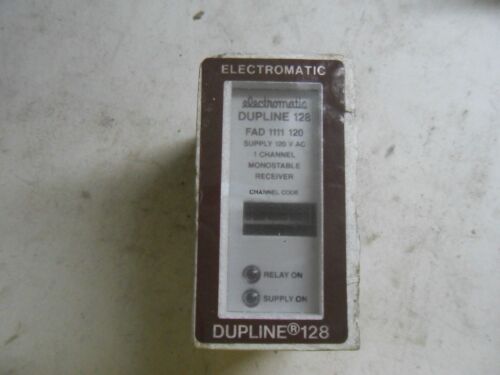 ELECTROMATIC
electromatic
DUPLINE 128
FAD 1111 120
SUPPLY 120 V AC
1 CHANNEL
MONOSTABLE
RECEIVER
CHANNEL CODE
RELAY ON
SUPPLY ON
DUPLINE®128